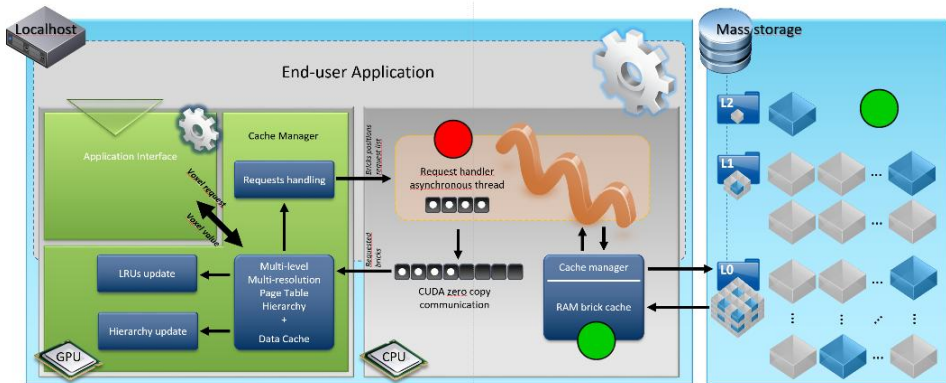 Localhost
Mass storage
End-user Application
Application Interface
Cache Manager
Requests handling
Bricks positions
request list
Request handler
asynchronous thread
Voxel request
Voxel value
LRUs update
Hierarchy update
Multi-level
Multi-resolution
Page Table
Hierarchy
+
Data Cache
Requested
bricks
CUDA zero copy
communication
Cache manager
RAM brick cache
GPU
CPU
L2
L1
...
...
L0
...
...